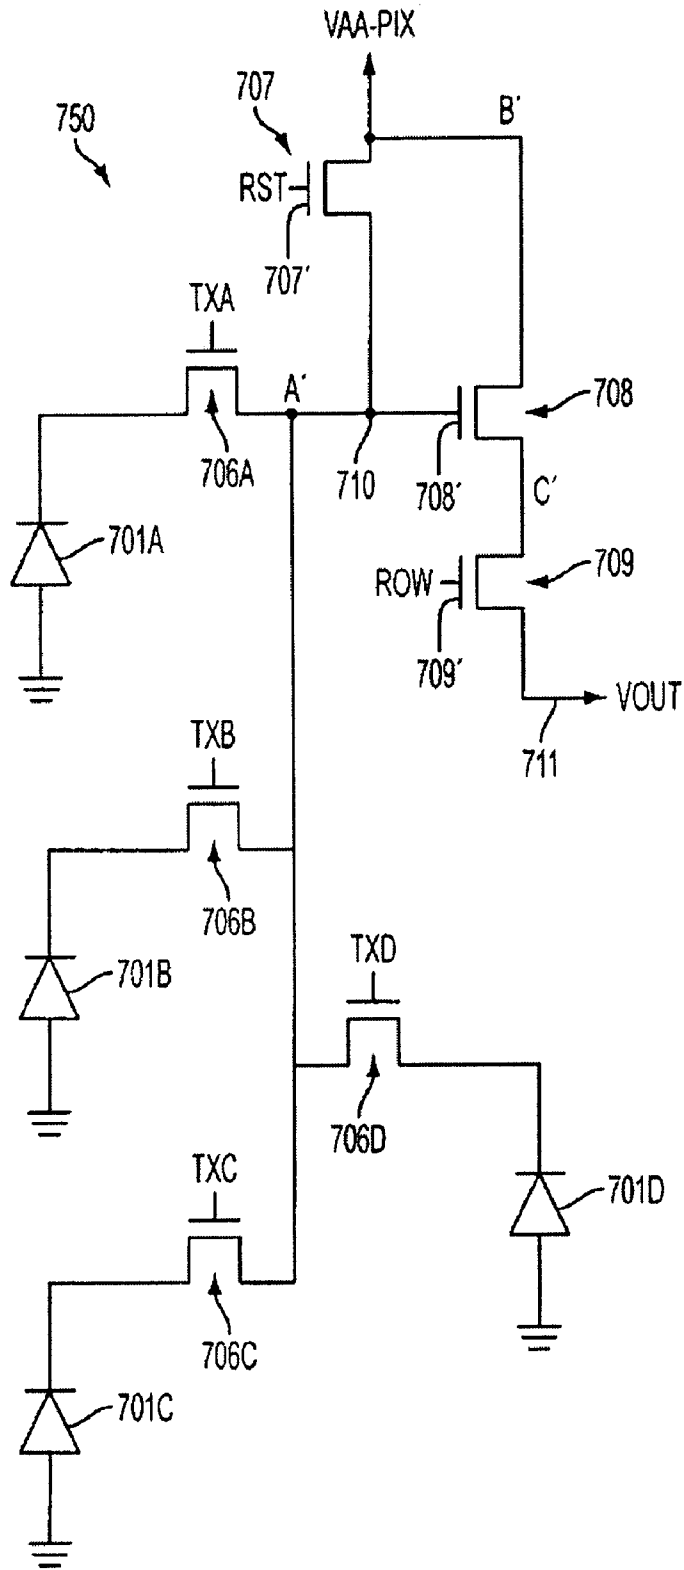 VAA-PIX
707
B´
750
RST
707´
TXA
A´
708
706A
710
708´
C´
701A
ROW
709
709´
VOUT
TXB
711
706B
TXD
701B
706D
TXC
701D
706C
701C